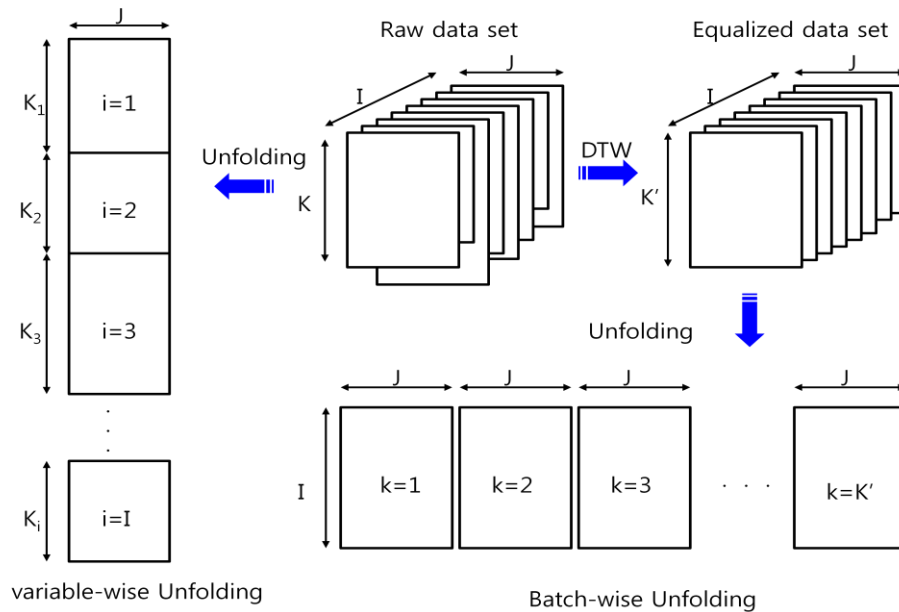 J
K₁
i=1
K₂
i=2
K₃
i=3
.
.
.
Kᵢ
i=I
variable-wise Unfolding
Unfolding
Raw data set
J
I
K
DTW
Equalized data set
J
I
K′
Unfolding
J
J
J
J
I
k=1
k=2
k=3
. . .
k=K′
Batch-wise Unfolding